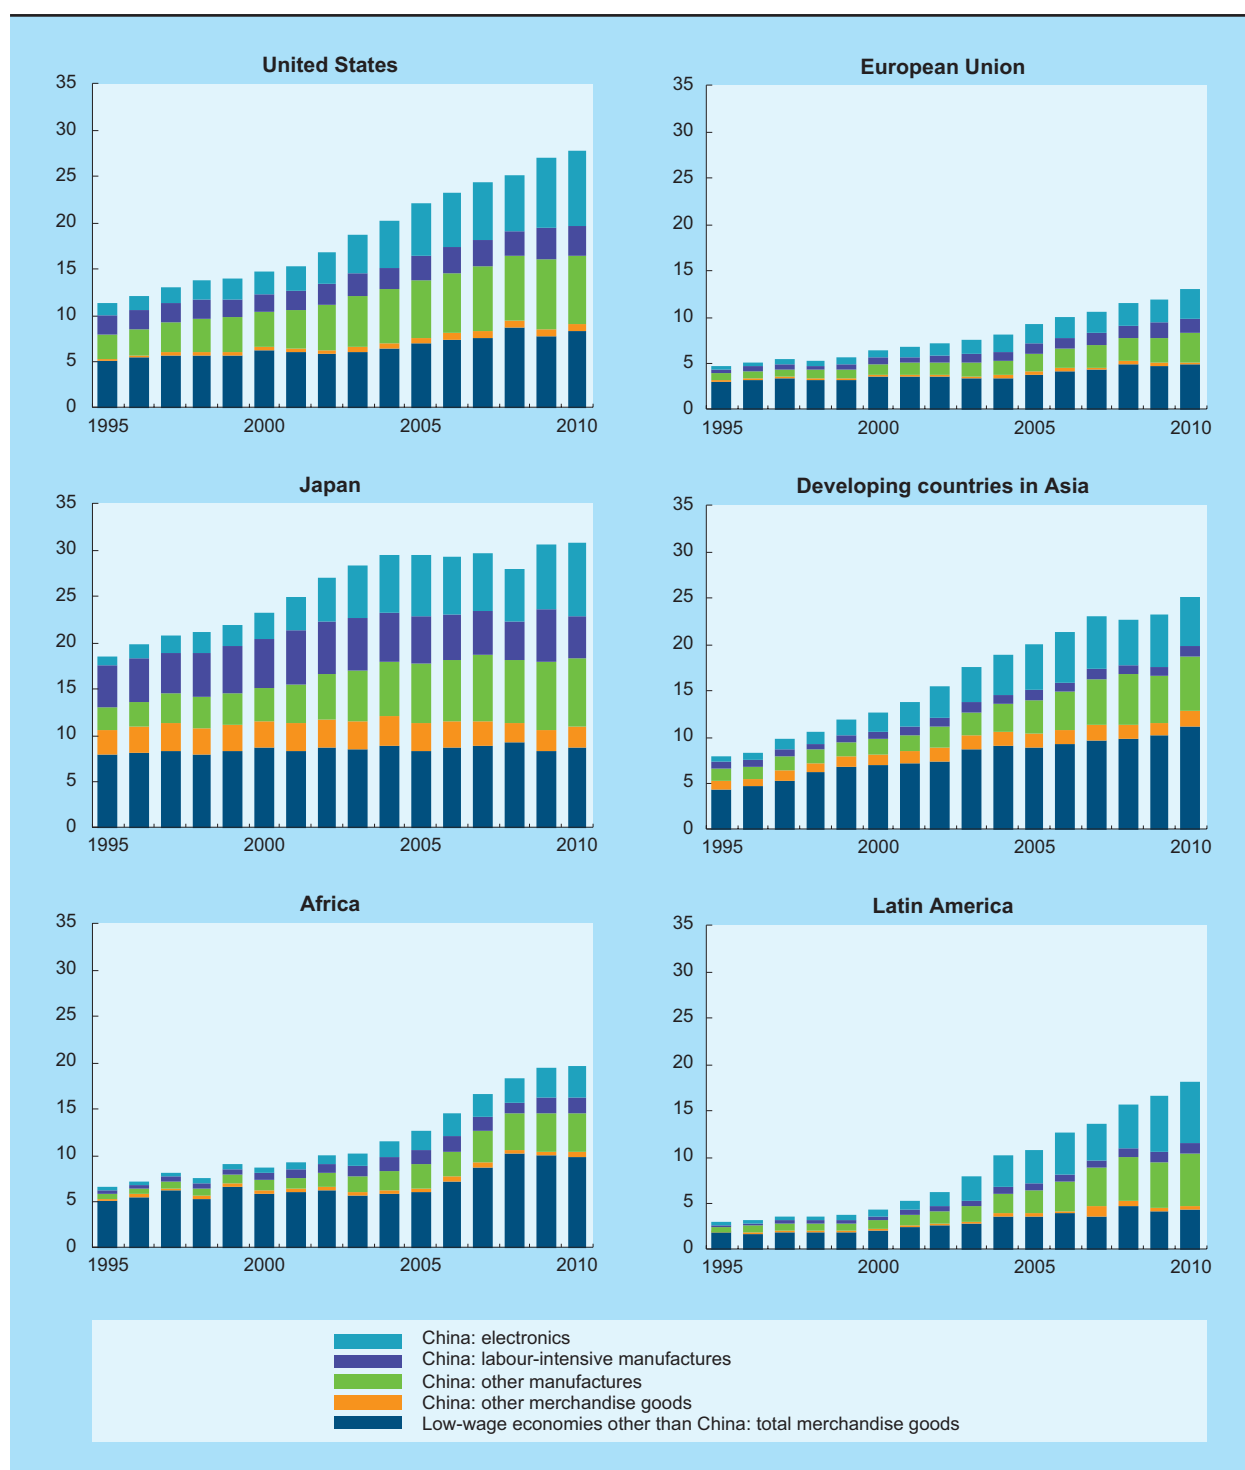 United States
35
30
25
20
15
10
5
0
1995 2000 2005 2010
European Union
35
30
25
20
15
10
5
0
1995 2000 2005 2010
Japan
35
30
25
20
15
10
5
0
1995 2000 2005 2010
Developing countries in Asia
35
30
25
20
15
10
5
0
1995 2000 2005 2010
Africa
35
30
25
20
15
10
5
0
1995 2000 2005 2010
Latin America
35
30
25
20
15
10
5
0
1995 2000 2005 2010
China: electronics
China: labour-intensive manufactures
China: other manufactures
China: other merchandise goods
Low-wage economies other than China: total merchandise goods